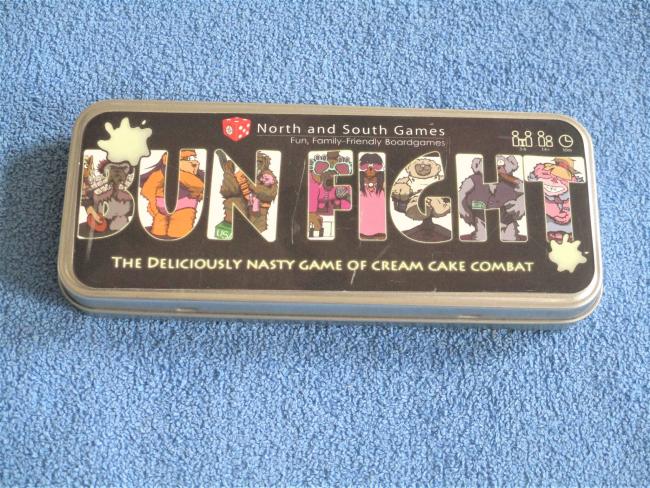 North and South Games
Fun, Family-Friendly Boardgames
BUN FIGHT
THE DELICIOUSLY NASTY GAME OF CREAM CAKE COMBAT